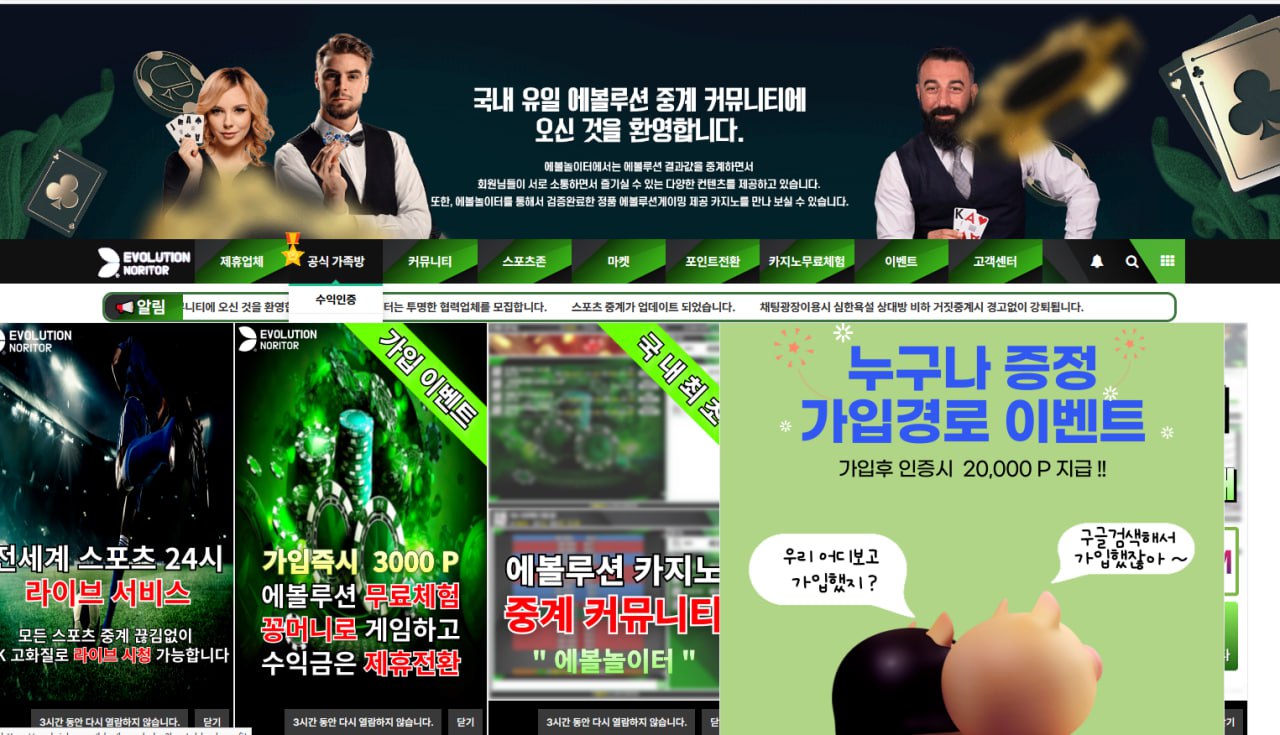 국내 유일 에볼루션 중계 커뮤니티에
오신 것을 환영합니다.
에볼놀이터에서는 에볼루션 결과값을 중계하면서
회원님들이 서로 소통하면서 즐기실 수 있는 다양한 컨텐츠를 제공하고 있습니다.
또한, 에볼놀이터를 통해서 검증완료한 정품 에볼루션게이밍 제공 카지노를 만나 보실 수 있습니다.
K A
EVOLUTION
NORITOR
제휴업체 공식 가족방 커뮤니티 스포츠존 마켓 포인트전환 카지노무료체험 이벤트 고객센터
수익인증
알림 뮤니티에 오신 것을 환영 터는 투명한 협력업체를 모집합니다. 스포츠 중계가 업데이트 되었습니다. 채팅광장이용시 심한욕설 상대방 비하 거짓중계시 경고없이 강퇴됩니다.
EVOLUTION
NORITOR
전세계 스포츠 24시
라이브 서비스
모든 스포츠 중계 끊김없이
K 고화질로 라이브 시청 가능합니다
3시간 동안 다시 열람하지 않습니다. 닫기
EVOLUTION
NORITOR
가입 이벤트
가입즉시 3000 P
에볼루션 무료체험
꽁머니로 게임하고
수익금은 제휴전환
3시간 동안 다시 열람하지 않습니다. 닫기
국내 최초
에볼루션 카지노
중계 커뮤니티
" 에볼놀이터 "
3시간 동안 다시 열람하지 않습니다. 닫
누구나 증정
가입경로 이벤트
가입후 인증시 20,000 P 지급 !!
우리 어디보고
가입했지 ?
구글검색해서
가입했잖아 ~
기